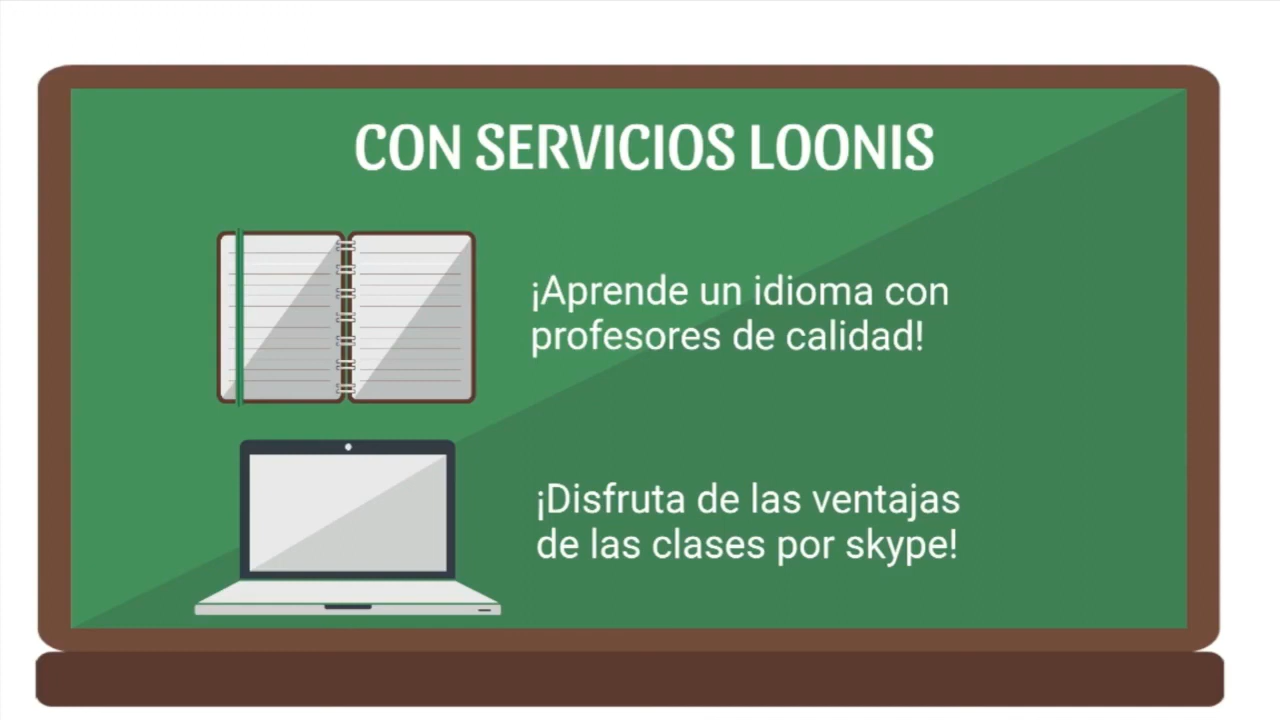 CON SERVICIOS LOONIS
¡Aprende un idioma con
profesores de calidad!
¡Disfruta de las ventajas
de las clases por skype!